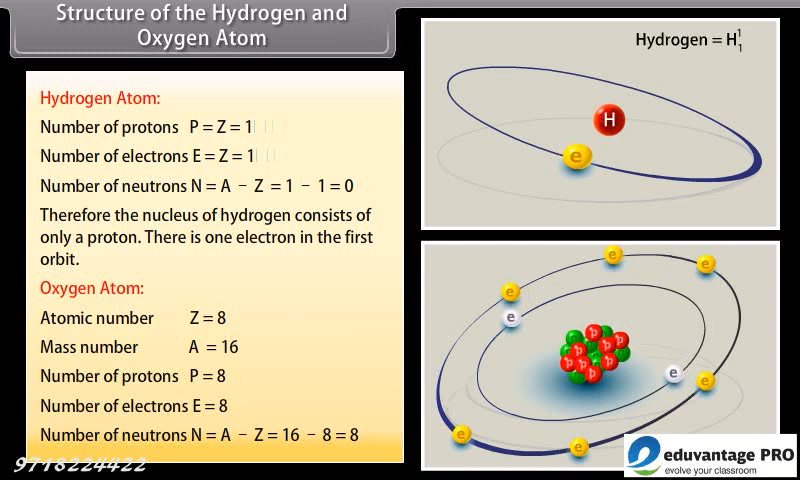 Structure of the Hydrogen and
Oxygen Atom
Hydrogen Atom:
Number of protons P = Z = 1
Number of electrons E = Z = 1
Number of neutrons N = A − Z = 1 − 1 = 0
Therefore the nucleus of hydrogen consists of
only a proton. There is one electron in the first
orbit.
Oxygen Atom:
Atomic number Z = 8
Mass number A = 16
Number of protons P = 8
Number of electrons E = 8
Number of neutrons N = A − Z = 16 − 8 = 8
9718224422
Hydrogen = H¹₁
H
e
e
e
e
e
e
e
e
e
p
p
p
p
p
p
p
p
eduvantage PRO
evolve your classroom